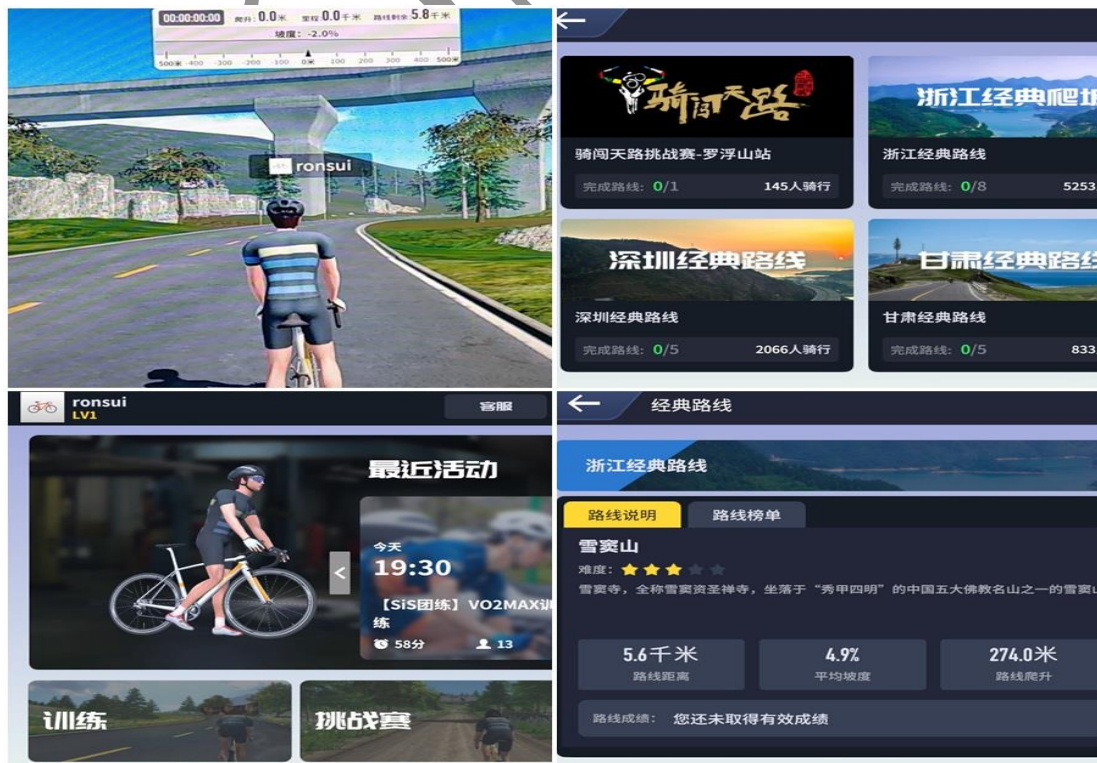 00:00:00:00 爬升:0.0米 里程:0.0千米 路线剩余:5.8千米
坡度: -2.0%
500米 -400 -300 -200 -100 0米 100 200 300 400 500米
ronsui
骑闯天路
骑闯天路挑战赛-罗浮山站
完成路线: 0/1 145人骑行
浙江经典爬坡
浙江经典路线
完成路线: 0/8 5253
深圳经典路线
深圳经典路线
完成路线: 0/5 2066人骑行
甘肃经典路线
甘肃经典路线
完成路线: 0/5 833
ronsui
LV1
客服
最近活动
今天
19:30
【SiS团练】VO2MAX训
练
58分 13
训练
挑战赛
经典路线
浙江经典路线
路线说明 路线榜单
雪窦山
难度:
雪窦寺，全称雪窦资圣禅寺，坐落于“秀甲四明”的中国五大佛教名山之一的雪窦山
5.6千米 4.9% 274.0米
路线距离 平均坡度 路线爬升
路线成绩: 您还未取得有效成绩